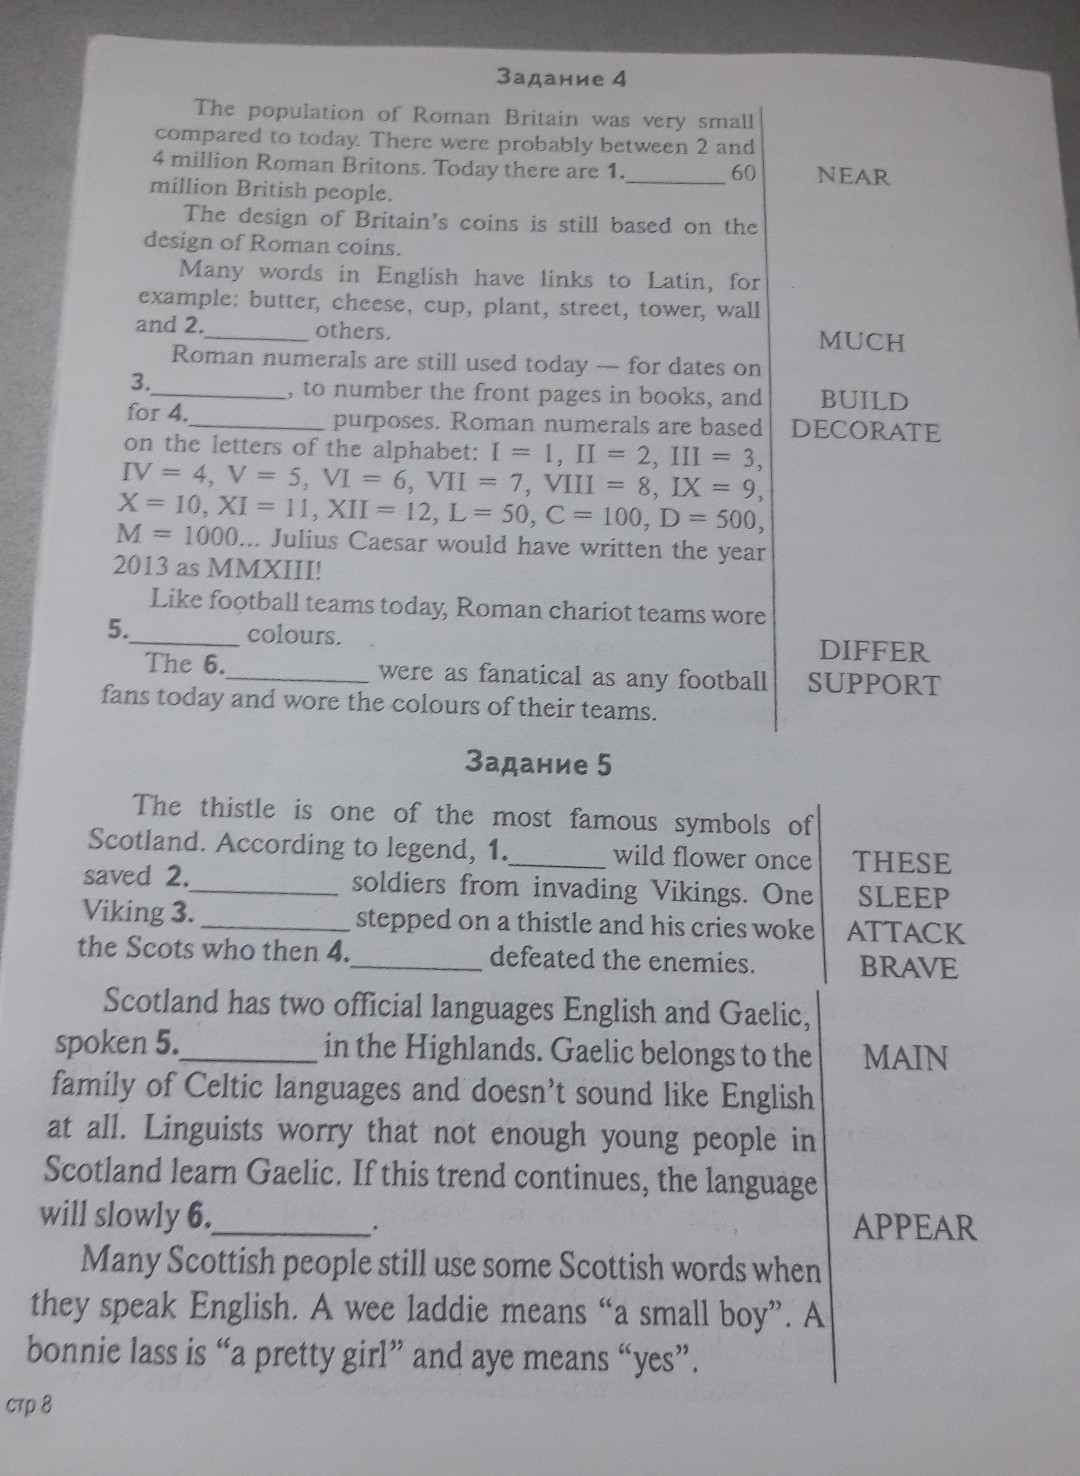 Задание 4
The population of Roman Britain was very small
compared to today. There were probably between 2 and
4 million Roman Britons. Today there are 1.________ 60 NEAR
million British people.
The design of Britain's coins is still based on the
design of Roman coins.
Many words in English have links to Latin, for
example: butter, cheese, cup, plant, street, tower, wall
and 2.________ others. MUCH
Roman numerals are still used today — for dates on
3.__________, to number the front pages in books, and BUILD
for 4.__________ purposes. Roman numerals are based DECORATE
on the letters of the alphabet: I = 1, II = 2, III = 3,
IV = 4, V = 5, VI = 6, VII = 7, VIII = 8, IX = 9,
X = 10, XI = 11, XII = 12, L = 50, C = 100, D = 500,
M = 1000... Julius Caesar would have written the year
2013 as MMXIII!
Like football teams today, Roman chariot teams wore
5.________ colours. DIFFER
The 6.__________ were as fanatical as any football SUPPORT
fans today and wore the colours of their teams.
Задание 5
The thistle is one of the most famous symbols of
Scotland. According to legend, 1._______ wild flower once THESE
saved 2.__________ soldiers from invading Vikings. One SLEEP
Viking 3. __________ stepped on a thistle and his cries woke ATTACK
the Scots who then 4._________ defeated the enemies. BRAVE
Scotland has two official languages English and Gaelic,
spoken 5.________ in the Highlands. Gaelic belongs to the MAIN
family of Celtic languages and doesn't sound like English
at all. Linguists worry that not enough young people in
Scotland learn Gaelic. If this trend continues, the language
will slowly 6.__________. APPEAR
Many Scottish people still use some Scottish words when
they speak English. A wee laddie means “a small boy”. A
bonnie lass is “a pretty girl” and aye means “yes”.
стр 8